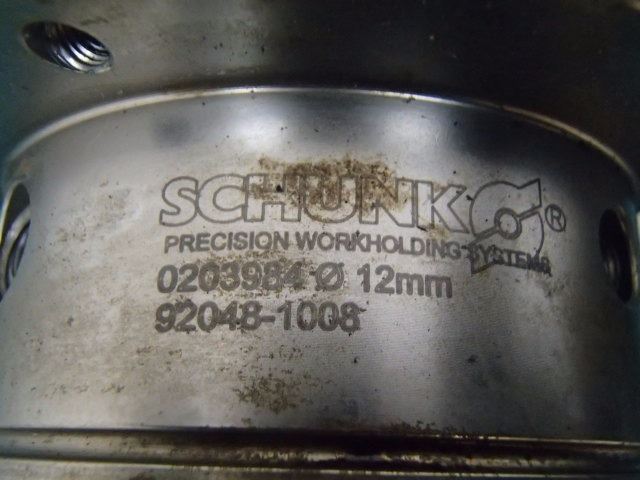 SCHUNK ®
PRECISION WORKHOLDING SYSTEMS
0203984 Ø 12mm
92048-1008